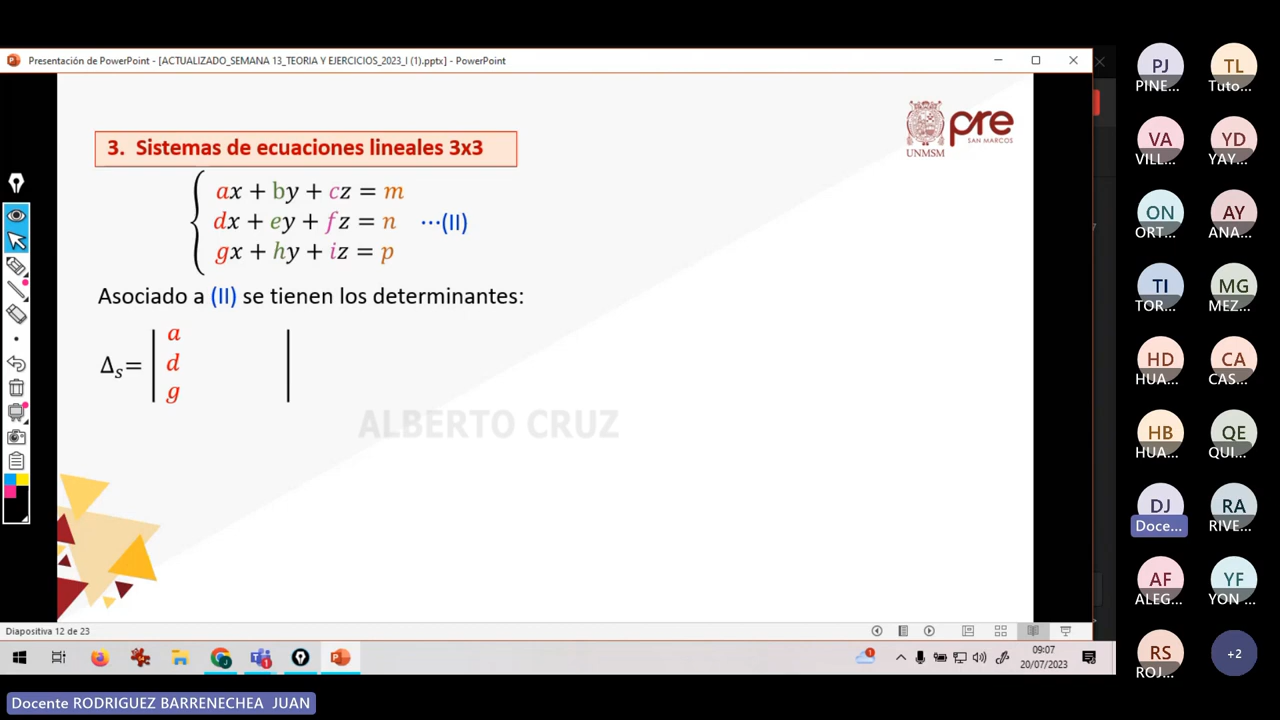 Presentación de PowerPoint - [ACTUALIZADO_SEMANA 13_TEORIA Y EJERCICIOS_2023_I (1).pptx] - PowerPoint
pre
SAN MARCOS
UNMSM
3. Sistemas de ecuaciones lineales 3x3
ax + by + cz = m
dx + ey + fz = n ⋯(II)
gx + hy + iz = p
Asociado a (II) se tienen los determinantes:
a
Δs= d
g
ALBERTO CRUZ
Diapositiva 12 de 23
09:07
20/07/2023
PJ TL
PINE... Tuto...
VA YD
VILL... YAY...
ON AY
ORT... ANA...
TI MG
TOR... MEZ...
HD CA
HUA... CAS...
HB QE
HUA... QUI...
DJ RA
Doce... RIVE...
AF YF
ALEG... YON ...
RS +2
ROJ...
Docente RODRIGUEZ BARRENECHEA JUAN